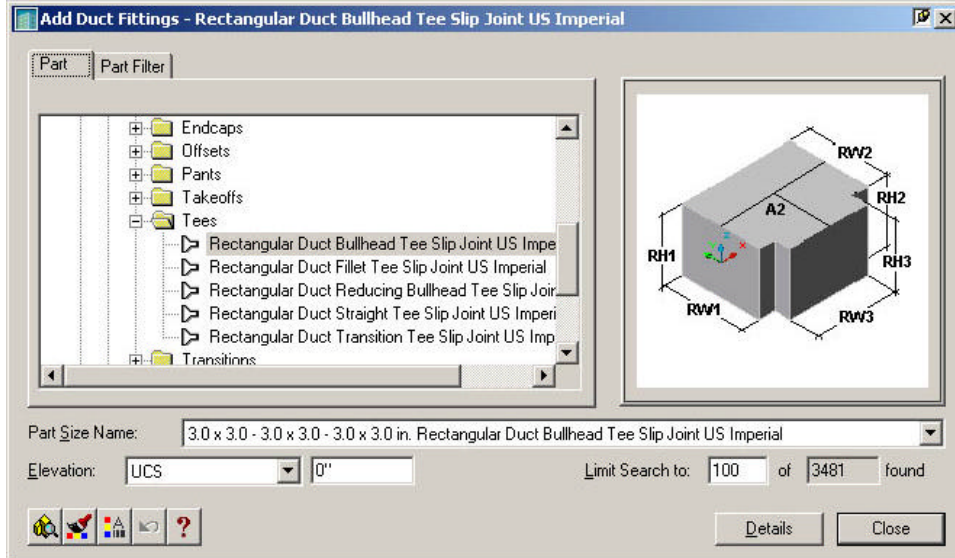 Add Duct Fittings - Rectangular Duct Bullhead Tee Slip Joint US Imperial
Part
Part Filter
Endcaps
Offsets
Pants
Takeoffs
Tees
Rectangular Duct Bullhead Tee Slip Joint US Impe
Rectangular Duct Fillet Tee Slip Joint US Imperial
Rectangular Duct Reducing Bullhead Tee Slip Joir
Rectangular Duct Straight Tee Slip Joint US Imperi
Rectangular Duct Transition Tee Slip Joint US Imp
Transitions
RW2
RH2
A2
RH1
RH3
RW1
RW3
Part Size Name:
3.0 x 3.0 - 3.0 x 3.0 - 3.0 x 3.0 in. Rectangular Duct Bullhead Tee Slip Joint US Imperial
Elevation:
UCS
0"
Limit Search to:
100
of
3481
found
Details
Close